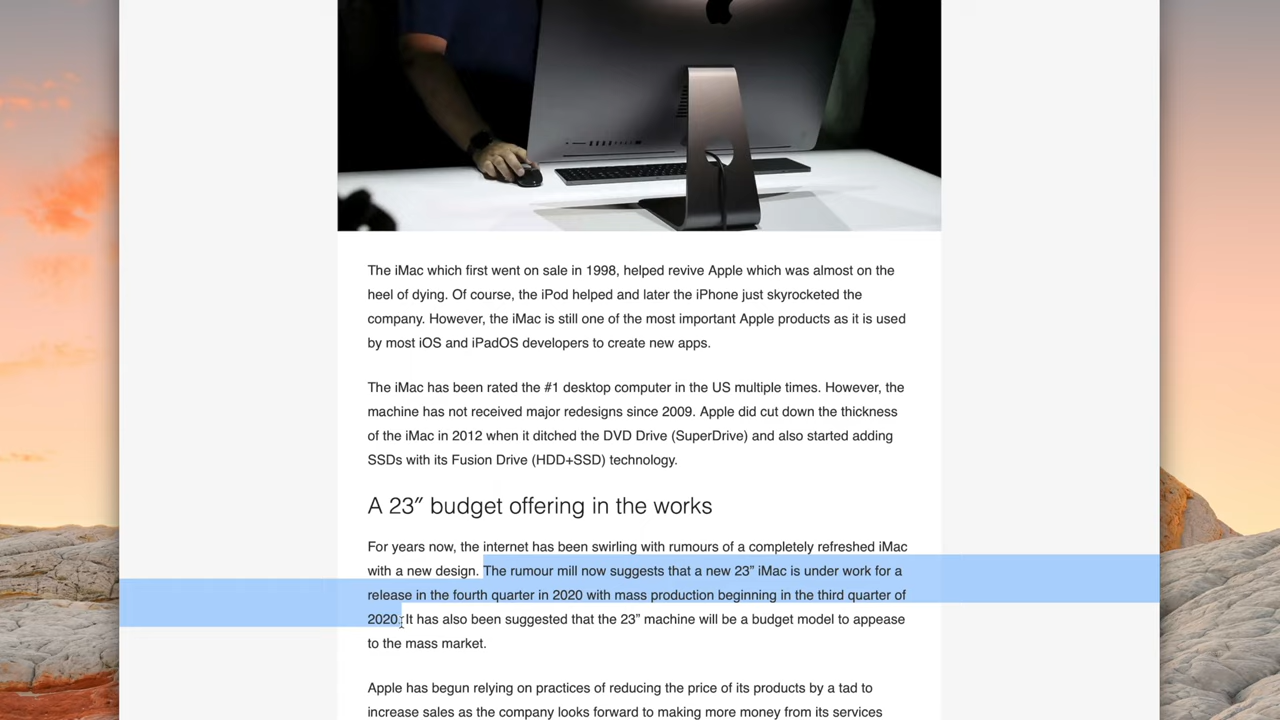 The iMac which first went on sale in 1998, helped revive Apple which was almost on the
heel of dying. Of course, the iPod helped and later the iPhone just skyrocketed the
company. However, the iMac is still one of the most important Apple products as it is used
by most iOS and iPadOS developers to create new apps.
The iMac has been rated the #1 desktop computer in the US multiple times. However, the
machine has not received major redesigns since 2009. Apple did cut down the thickness
of the iMac in 2012 when it ditched the DVD Drive (SuperDrive) and also started adding
SSDs with its Fusion Drive (HDD+SSD) technology.
A 23″ budget offering in the works
For years now, the internet has been swirling with rumours of a completely refreshed iMac
with a new design. The rumour mill now suggests that a new 23” iMac is under work for a
release in the fourth quarter in 2020 with mass production beginning in the third quarter of
2020. It has also been suggested that the 23” machine will be a budget model to appease
to the mass market.
Apple has begun relying on practices of reducing the price of its products by a tad to
increase sales as the company looks forward to making more money from its services